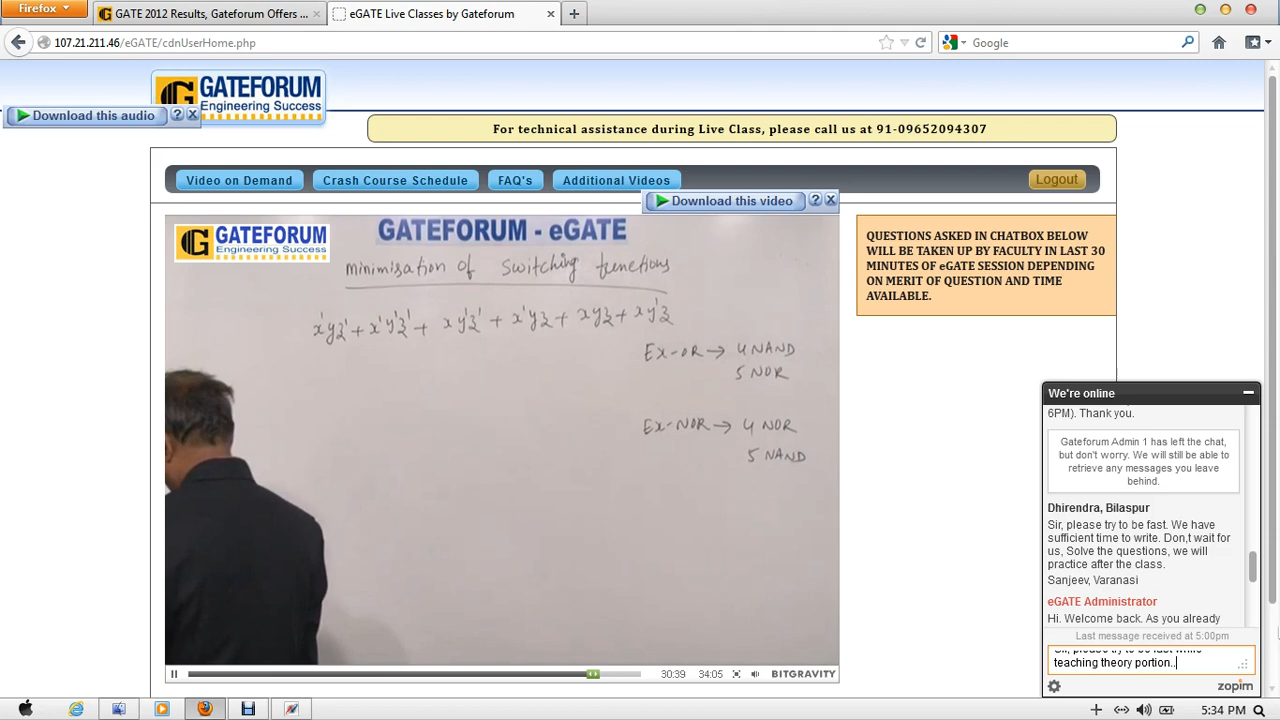 Firefox
GATE 2012 Results, Gateforum Offers ...
eGATE Live Classes by Gateforum
107.21.211.46/eGATE/cdnUserHome.php
Google
GATEFORUM
Engineering Success
Download this audio
For technical assistance during Live Class, please call us at 91-09652094307
Video on Demand
Crash Course Schedule
FAQ's
Additional Videos
Logout
Download this video
GATEFORUM
Engineering Success
GATEFORUM - eGATE
Minimisation of Switching functions
x'yz' + x'y'z' + xy'z' + x'yz + xyz + xy'z
Ex-OR → 4 NAND
5 NOR
Ex-NOR → 4 NOR
5 NAND
30:39 34:05 BITGRAVITY
QUESTIONS ASKED IN CHATBOX BELOW
WILL BE TAKEN UP BY FACULTY IN LAST 30
MINUTES OF eGATE SESSION DEPENDING
ON MERIT OF QUESTION AND TIME
AVAILABLE.
We're online
6PM). Thank you.
Gateforum Admin 1 has left the chat,
but don't worry. We will still be able to
retrieve any messages you leave
behind.
Dhirendra, Bilaspur
Sir, please try to be fast. We have
sufficient time to write. Don,t wait for
us, Solve the questions, we will
practice after the class.
Sanjeev, Varanasi
eGATE Administrator
Hi. Welcome back. As you already
Last message received at 5:00pm
Sir, please try to be fast while
teaching theory portion..
zopim
5:34 PM